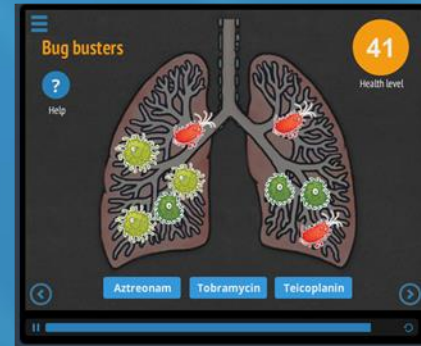 Bug busters
41
Health level
?
Help
Aztreonam Tobramycin Teicoplanin